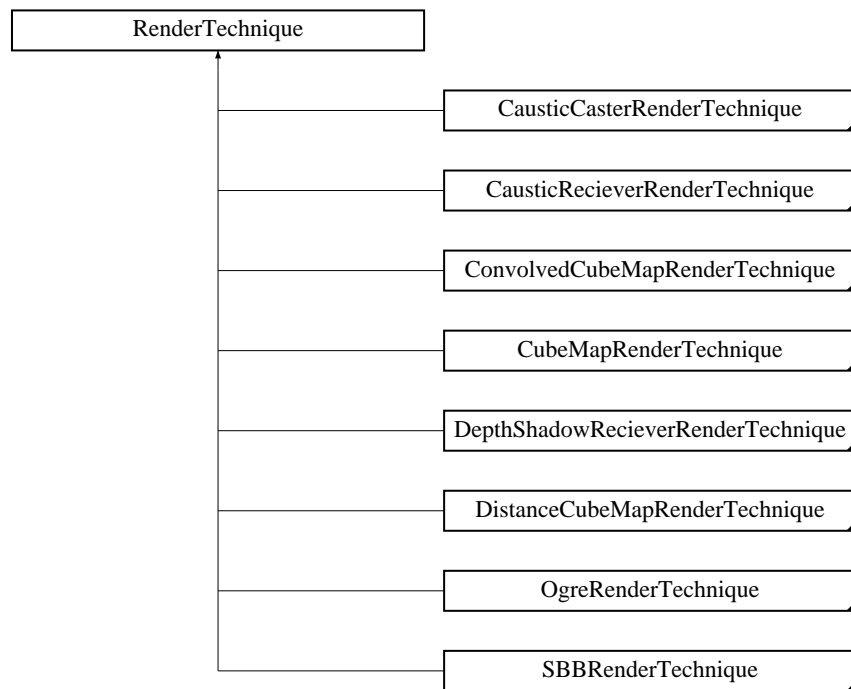 RenderTechnique
CausticCasterRenderTechnique
CausticRecieverRenderTechnique
ConvolvedCubeMapRenderTechnique
CubeMapRenderTechnique
DepthShadowRecieverRenderTechnique
DistanceCubeMapRenderTechnique
OgreRenderTechnique
SBBRenderTechnique